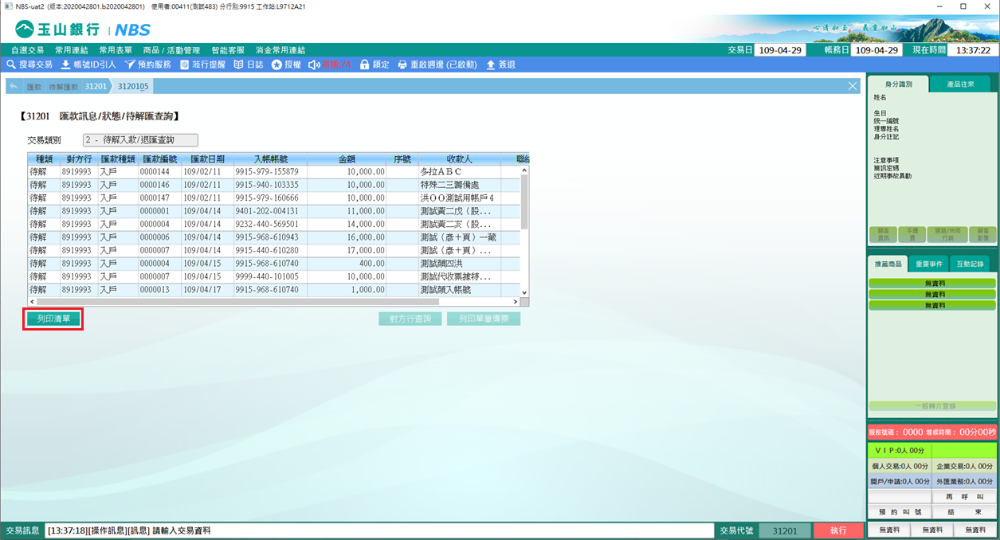 NBS-uat2 (版本:2020042801.b2020042801) 使用者:00411(測試483) 分行別:9915 工作站:L9712A21
玉山銀行 NBS
心清如玉 義重如山
自選交易 常用連結 常用表單 商品 / 活動管理 智能客服 消金常用連結 交易日 109-04-29 帳務日 109-04-29 現在時間 13:37:22
搜尋交易 帳號ID引入 預約服務 蒞行提醒 日誌 授權 鎖定 重啟週邊 (已啟動) 簽退
匯款 待解匯款 31201 3120105
【31201 匯款訊息/狀態/待解匯查詢】
交易類別 2 - 待解入款/退匯查詢
種類 對方行 匯款種類 匯款編號 匯款日期 入帳帳號 金額 序號 收款人 聯絡
待解 8919993 入戶 0000144 109/02/11 9915-979-155879 10,000.00 多拉ＡＢＣ
待解 8919993 入戶 0000146 109/02/11 9915-940-103335 10,000.00 特殊二三籌備處
待解 8919993 入戶 0000147 109/02/11 9915-979-160666 10,000.00 洪ＯＯ測試用帳戶４
待解 8919993 入戶 0000001 109/04/14 9401-202-004131 11,000.00 測試黃二戊（股...
待解 8919993 入戶 0000004 109/04/14 9232-440-569501 14,000.00 測試黃二亥（股...
待解 8919993 入戶 0000006 109/04/14 9915-968-610943 16,000.00 測試（彥＋頁）一藏
待解 8919993 入戶 0000007 109/04/14 9915-440-610280 17,000.00 測試（彥＋頁）...
待解 8919993 入戶 0000004 109/04/15 9915-968-610740 400.00 測試顏四洪
待解 8919993 入戶 0000007 109/04/15 9999-440-101005 10,000.00 測試代收票據特...
待解 8919993 入戶 0000013 109/04/17 9915-968-610740 1,000.00 測試顏入帳號
列印清單 對方行查詢 列印單筆傳票
身分識別 產品往來
姓名
生日
統一編號
理專姓名
身分註記
注意事項
簡訊密碼
近期事故異動
顧客資訊 手續費 通路/共同行銷 顧客影像
推薦商品 重要事件 互動記錄
無資料
無資料
無資料
一般轉介登錄
服務號碼： 0000 等候時間： 00分00秒
ＶＩＰ:0人 00分
個人交易:0人 00分 企業交易:0人 00分
開戶/申請:0人 00分 外匯業務:0人 00分
再 呼 叫
預 約 叫 號 結 束
交易訊息 [13:37:18][操作訊息][訊息] 請輸入交易資料 交易代號 31201 執行 無資料 無資料 無資料